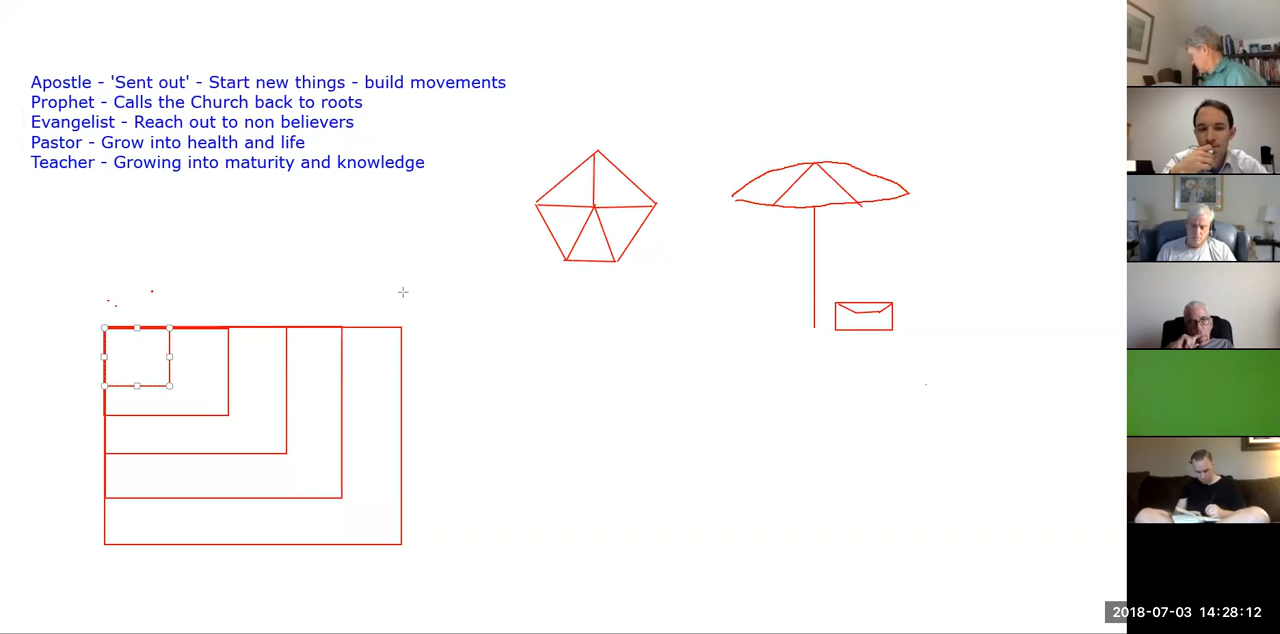 Apostle - 'Sent out' - Start new things - build movements
Prophet - Calls the Church back to roots
Evangelist - Reach out to non believers
Pastor - Grow into health and life
Teacher - Growing into maturity and knowledge
2018-07-03 14:28:12